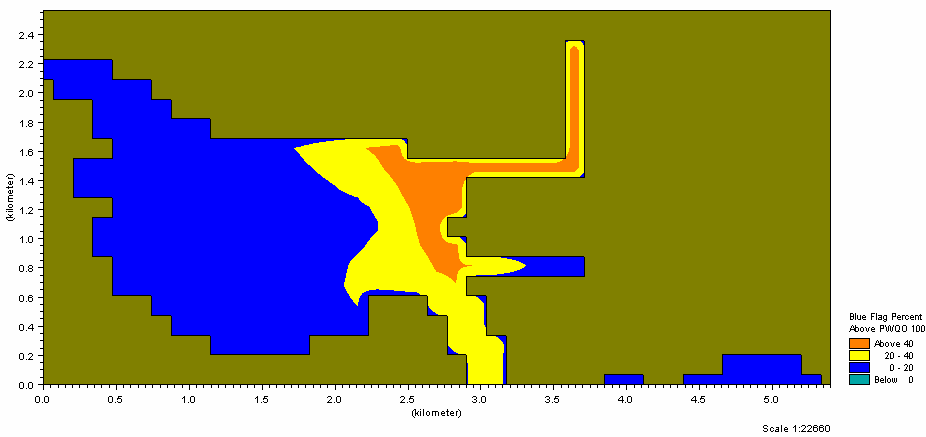 2.4
2.2
2.0
1.8
1.6
1.4
1.2
1.0
0.8
0.6
0.4
0.2
0.0
(kilometer)
0.0 0.5 1.0 1.5 2.0 2.5 3.0 3.5 4.0 4.5 5.0
(kilometer)
Blue Flag Percent
Above PWQO 100
Above 40
20 - 40
0 - 20
Below 0
Scale 1:22660